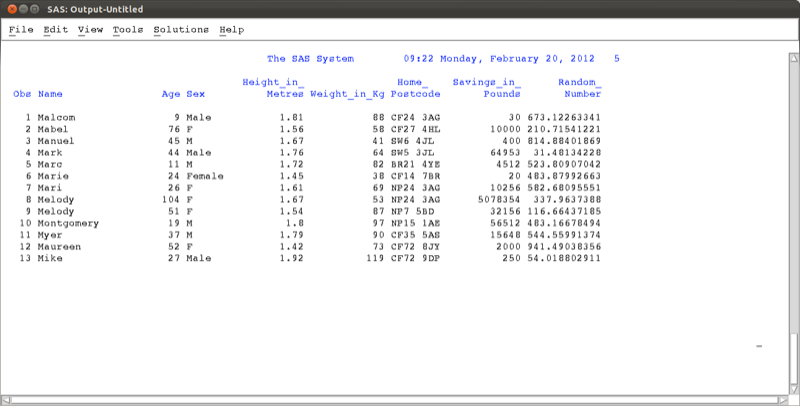 SAS: Output-Untitled
File Edit View Tools Solutions Help
The SAS System 09:22 Monday, February 20, 2012 5
Height_in_ Home_ Savings_in_ Random_
Obs Name Age Sex Metres Weight_in_Kg Postcode Pounds Number
1 Malcom 9 Male 1.81 88 CF24 3AG 30 673.12263341
2 Mabel 76 F 1.56 58 CF27 4HL 10000 210.71541221
3 Manuel 45 M 1.67 41 SW6 4JL 400 814.88401869
4 Mark 44 Male 1.76 64 SW5 3JL 64953 31.48134228
5 Marc 11 M 1.72 82 BR21 4YE 4512 523.80907042
6 Marie 24 Female 1.45 38 CF14 7BR 20 483.87992663
7 Mari 26 F 1.61 69 NP24 3AG 10256 582.68095551
8 Melody 104 F 1.67 53 NP24 3AG 5078354 337.9637388
9 Melody 51 F 1.54 87 NP7 5BD 32156 116.66437185
10 Montgomery 19 M 1.8 97 NP15 1AE 56512 483.16678494
11 Myer 37 M 1.79 90 CF35 5AS 15648 544.55991374
12 Maureen 52 F 1.42 73 CF72 8JY 2000 941.49038356
13 Mike 27 Male 1.92 119 CF72 9DP 250 54.018802911